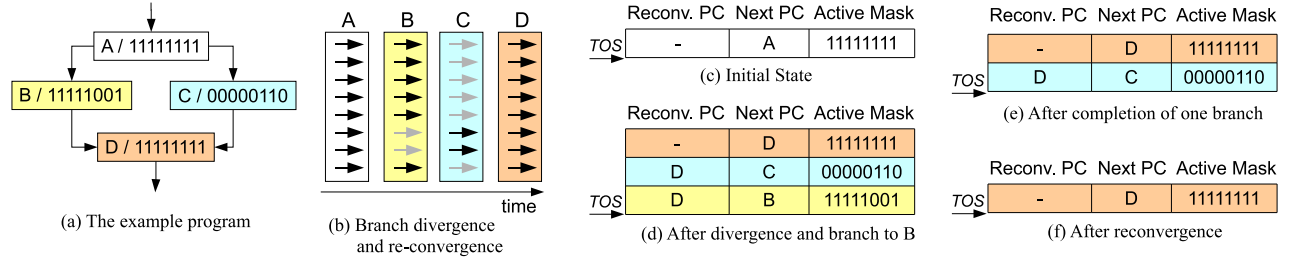 A / 11111111
B / 11111001
C / 00000110
D / 11111111
(a) The example program
A B C D
time
(b) Branch divergence
and re-convergence
Reconv. PC Next PC Active Mask
TOS
- A 11111111
(c) Initial State
Reconv. PC Next PC Active Mask
- D 11111111
D C 00000110
TOS
D B 11111001
(d) After divergence and branch to B
Reconv. PC Next PC Active Mask
- D 11111111
TOS
D C 00000110
(e) After completion of one branch
Reconv. PC Next PC Active Mask
TOS
- D 11111111
(f) After reconvergence